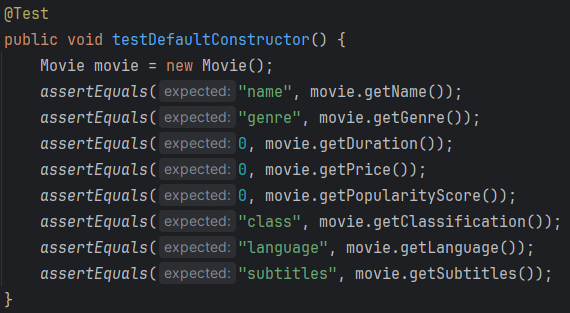 @Test
public void testDefaultConstructor() {
    Movie movie = new Movie();
    assertEquals( expected: "name", movie.getName());
    assertEquals( expected: "genre", movie.getGenre());
    assertEquals( expected: 0, movie.getDuration());
    assertEquals( expected: 0, movie.getPrice());
    assertEquals( expected: 0, movie.getPopularityScore());
    assertEquals( expected: "class", movie.getClassification());
    assertEquals( expected: "language", movie.getLanguage());
    assertEquals( expected: "subtitles", movie.getSubtitles());
}